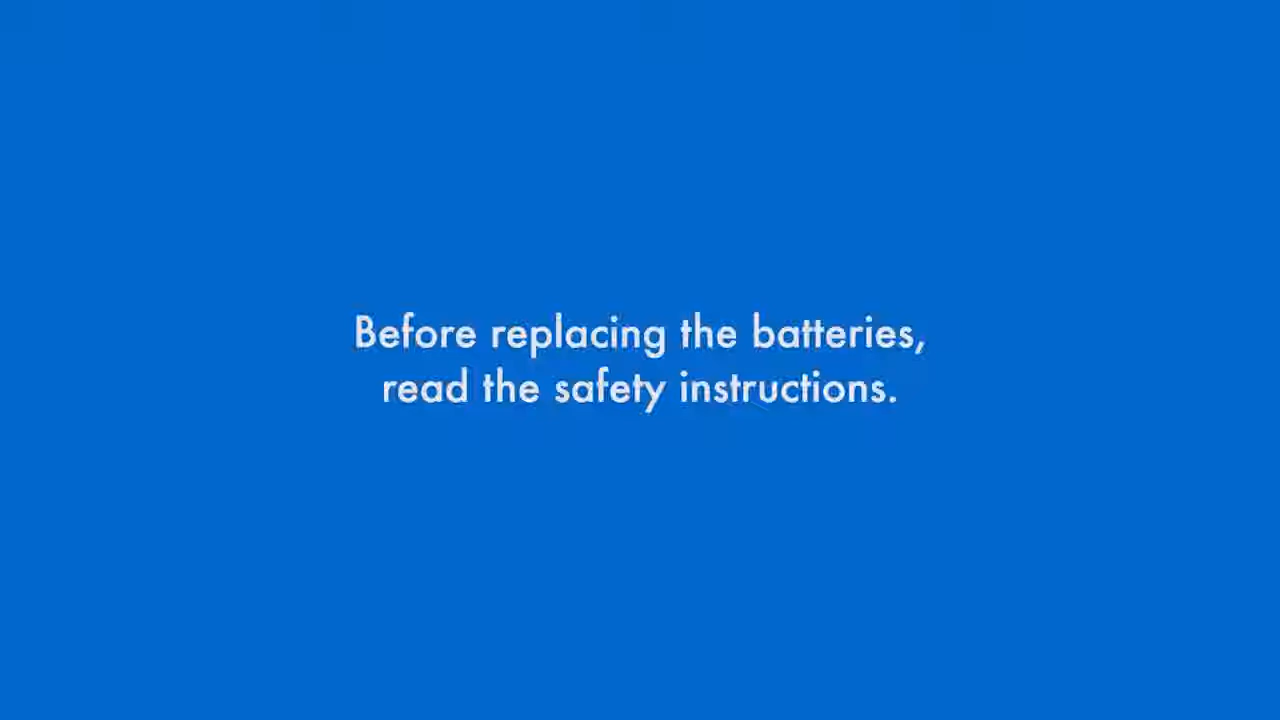 Before replacing the batteries,
read the safety instructions.